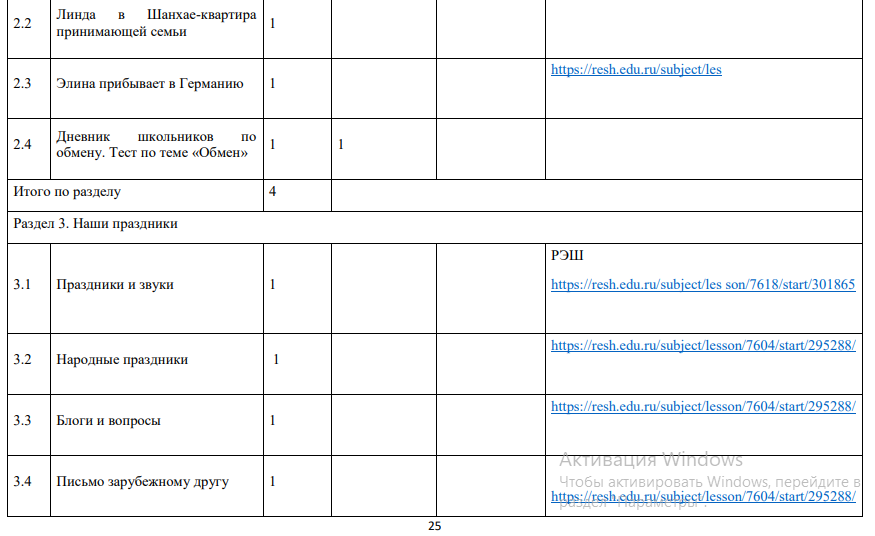 2.2 Линда в Шанхае-квартира принимающей семьи 1
2.3 Элина прибывает в Германию 1 https://resh.edu.ru/subject/les
2.4 Дневник школьников по обмену. Тест по теме «Обмен» 1 1
Итого по разделу 4
Раздел 3. Наши праздники
3.1 Праздники и звуки 1 РЭШ
https://resh.edu.ru/subject/les son/7618/start/301865
3.2 Народные праздники 1 https://resh.edu.ru/subject/lesson/7604/start/295288/
3.3 Блоги и вопросы 1 https://resh.edu.ru/subject/lesson/7604/start/295288/
Активация Windows
Чтобы активировать Windows, перейдите в
раздел "Параметры".
3.4 Письмо зарубежному другу 1 https://resh.edu.ru/subject/lesson/7604/start/295288/
25